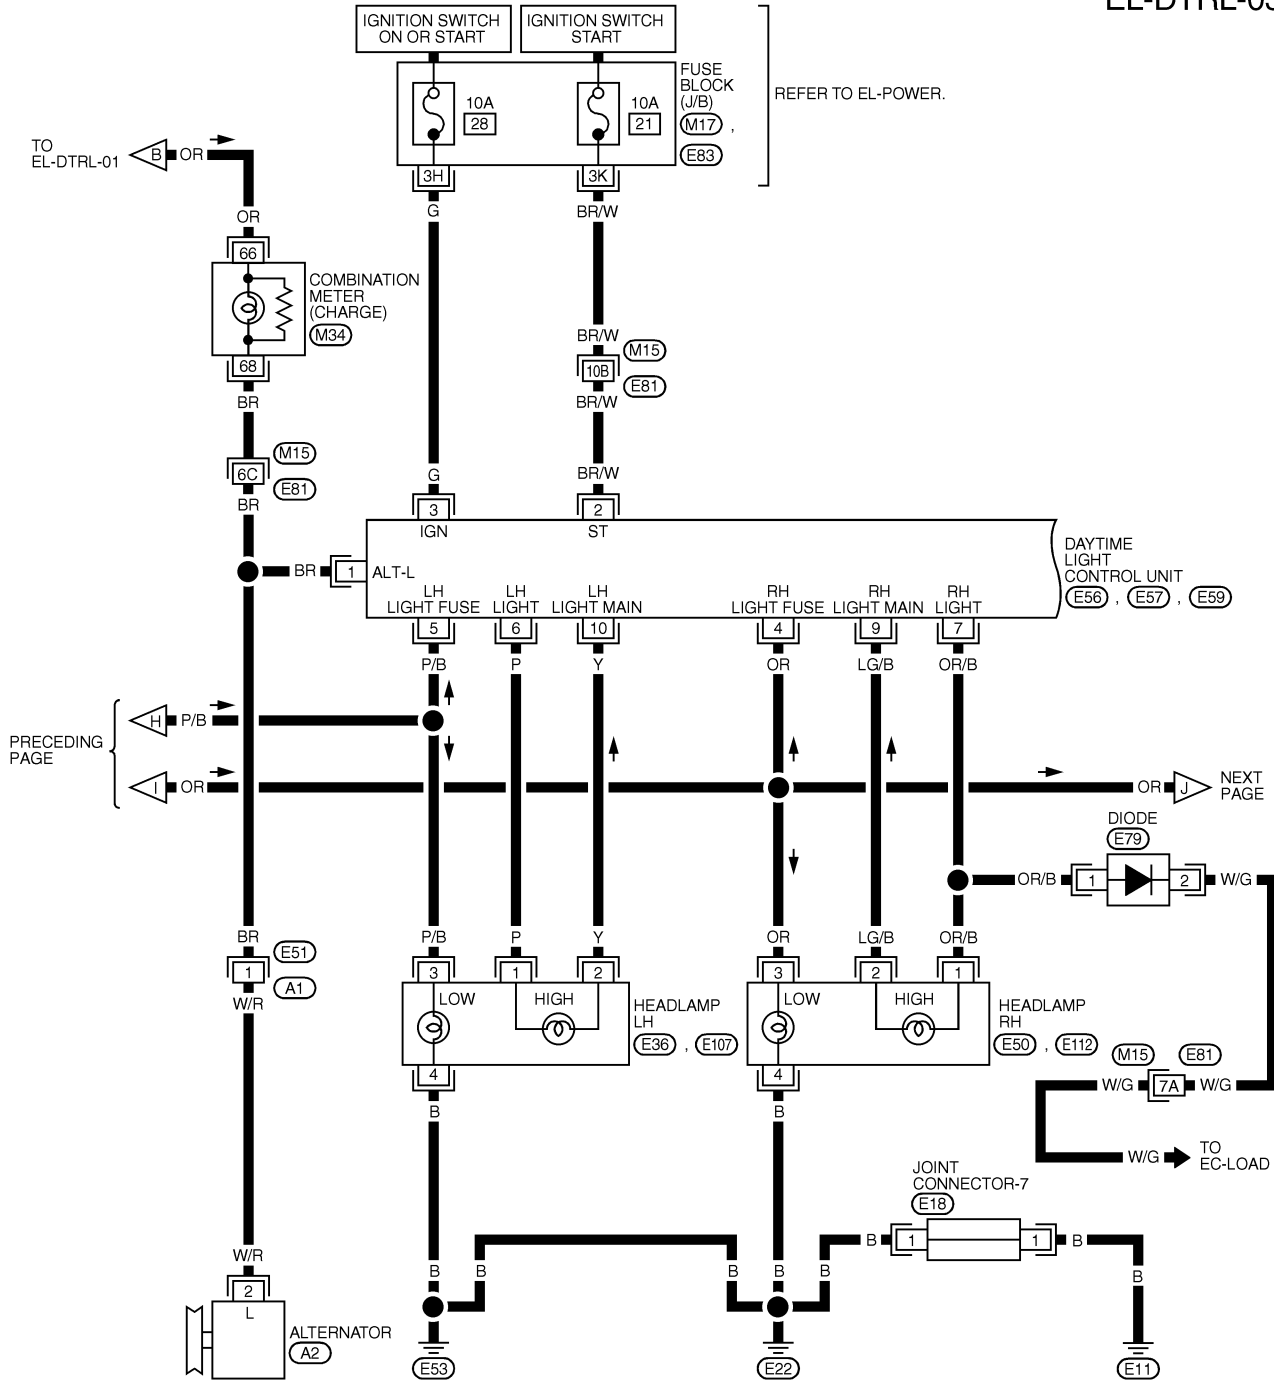 IGNITION SWITCH
ON OR START
IGNITION SWITCH
START
FUSE
BLOCK
(J/B)
M17 ,
E83
REFER TO EL-POWER.
10A
28
10A
21
3H
3K
TO
EL-DTRL-01
B
OR
OR
G
BR/W
66
COMBINATION
METER
(CHARGE)
M34
68
BR
BR/W
M15
10B
E81
BR/W
M15
6C
E81
BR
G
BR/W
3
2
IGN
ST
BR
1
ALT-L
DAYTIME
LIGHT
CONTROL UNIT
E56 , E57 , E59
LH
LIGHT FUSE
LH
LIGHT
LH
LIGHT MAIN
RH
LIGHT FUSE
RH
LIGHT MAIN
RH
LIGHT
5
6
10
4
9
7
P/B
P
Y
OR
LG/B
OR/B
PRECEDING
PAGE
H
P/B
I
OR
OR
J
NEXT
PAGE
DIODE
E79
OR/B
1
2
W/G
BR
E51
1
A1
W/R
P/B
P
Y
OR
LG/B
OR/B
3
1
2
3
2
1
LOW
HIGH
HEADLAMP
LH
E36 , E107
LOW
HIGH
HEADLAMP
RH
E50 , E112
4
4
B
B
M15
E81
W/G
7A
W/G
W/G
TO
EC-LOAD
JOINT
CONNECTOR-7
E18
B
1
1
B
W/R
B
B
B
B
B
B
2
L
ALTERNATOR
A2
E53
E22
E11